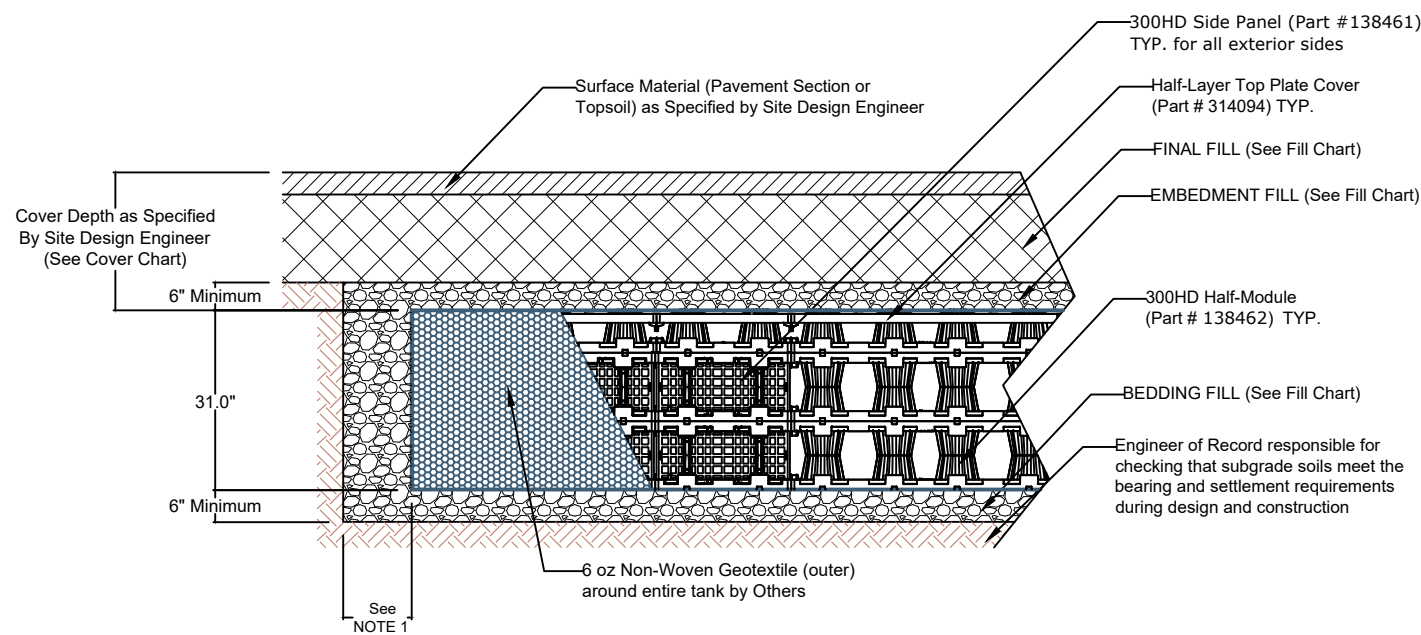 300HD Side Panel (Part #138461)
TYP. for all exterior sides
Surface Material (Pavement Section or
Topsoil) as Specified by Site Design Engineer
Half-Layer Top Plate Cover
(Part # 314094) TYP.
FINAL FILL (See Fill Chart)
EMBEDMENT FILL (See Fill Chart)
Cover Depth as Specified
By Site Design Engineer
(See Cover Chart)
6" Minimum
300HD Half-Module
(Part # 138462) TYP.
31.0"
BEDDING FILL (See Fill Chart)
Engineer of Record responsible for
checking that subgrade soils meet the
bearing and settlement requirements
during design and construction
6" Minimum
6 oz Non-Woven Geotextile (outer)
around entire tank by Others
See
NOTE 1